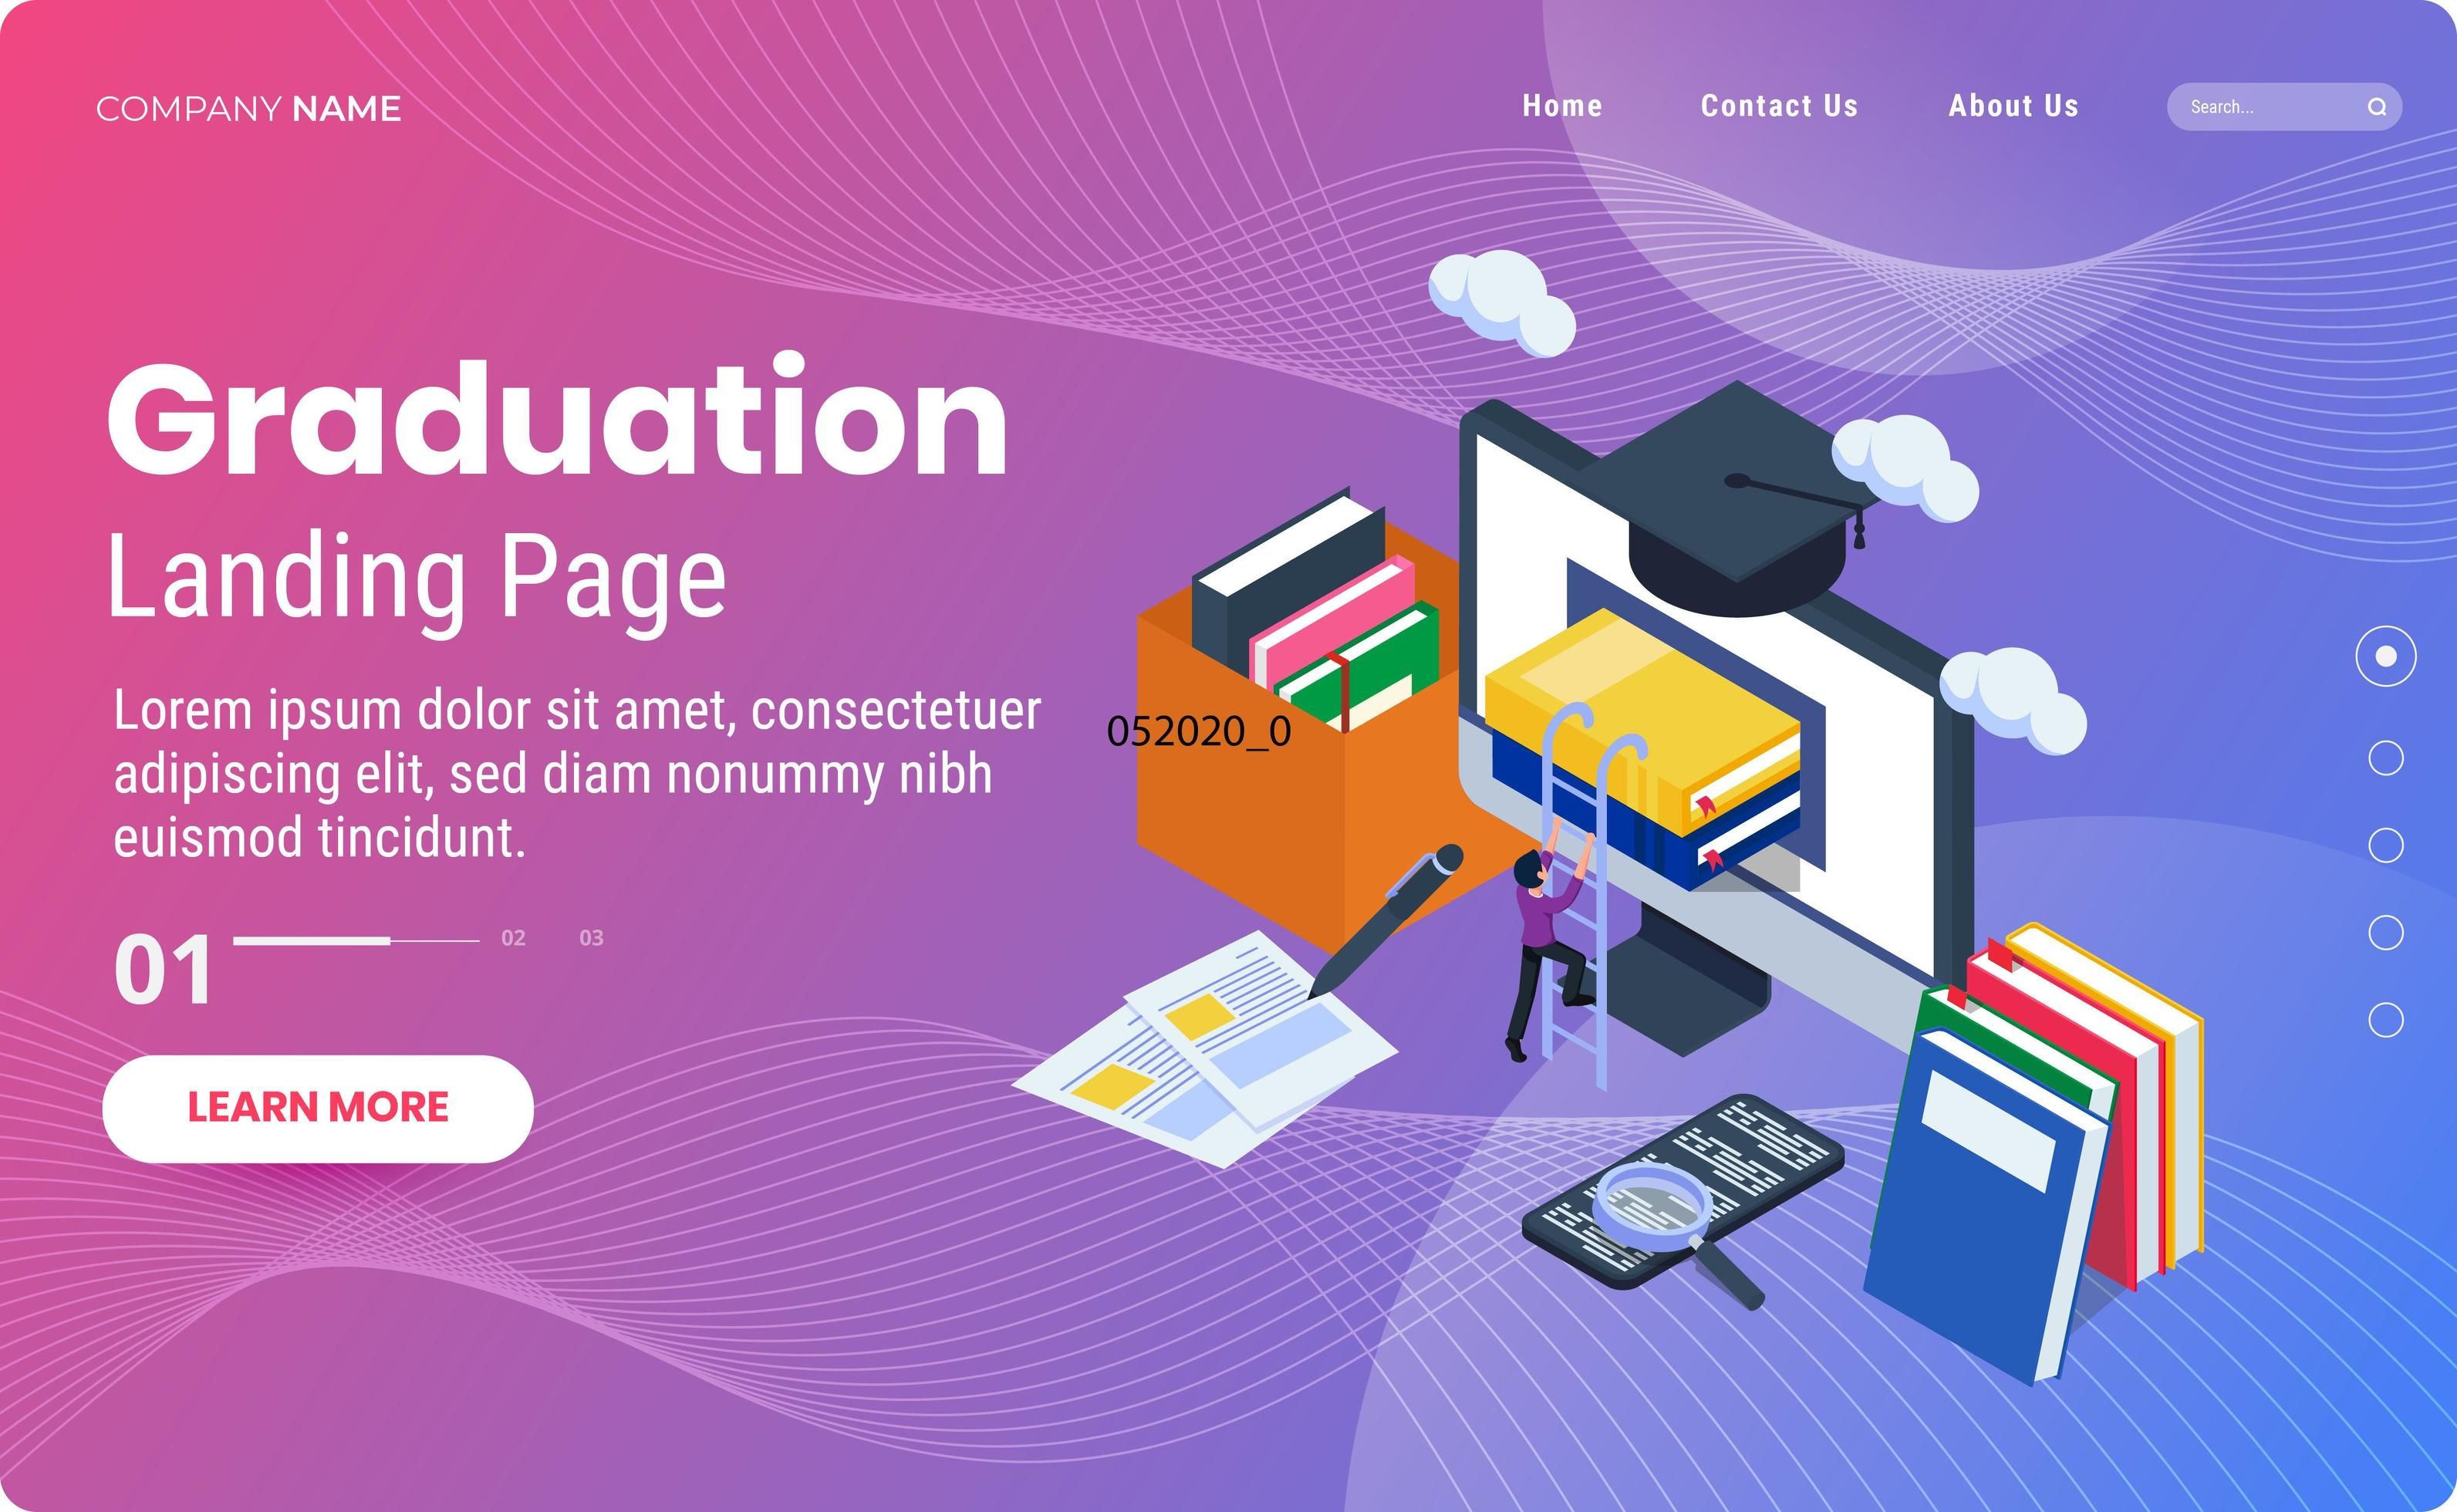 COMPANY NAME
Home
Contact Us
About Us
Search...
Graduation
Landing Page
Lorem ipsum dolor sit amet, consectetuer
adipiscing elit, sed diam nonummy nibh
euismod tincidunt.
052020_0
01
02
03
LEARN MORE